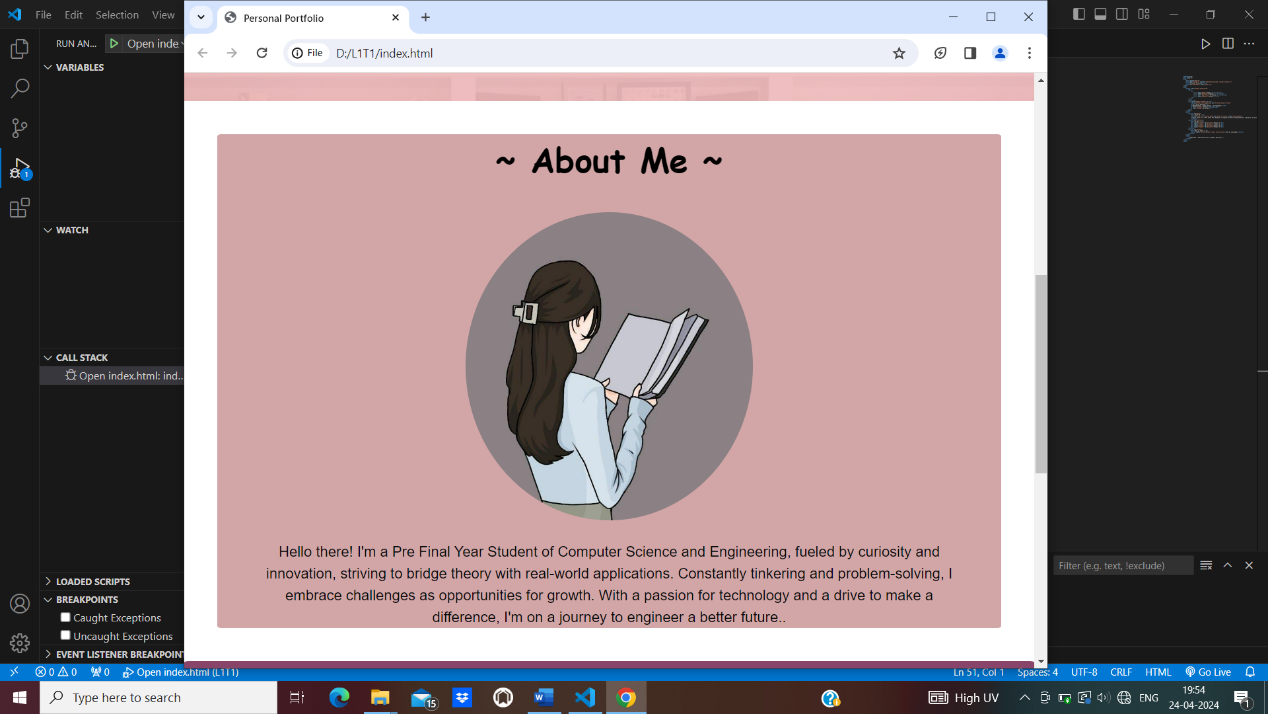 File Edit Selection View
Personal Portfolio
File D:/L1T1/index.html
RUN AN... Open inde
VARIABLES
WATCH
CALL STACK
Open index.html: ind...
LOADED SCRIPTS
BREAKPOINTS
Caught Exceptions
Uncaught Exceptions
EVENT LISTENER BREAKPOINT
~ About Me ~
Hello there! I'm a Pre Final Year Student of Computer Science and Engineering, fueled by curiosity and
innovation, striving to bridge theory with real-world applications. Constantly tinkering and problem-solving, I
embrace challenges as opportunities for growth. With a passion for technology and a drive to make a
difference, I'm on a journey to engineer a better future..
Filter (e.g. text, !exclude)
0 0 0 Open index.html (L1T1) Ln 51, Col 1 Spaces: 4 UTF-8 CRLF HTML Go Live
Type here to search 15 High UV ENG 19:54
24-04-2024 1